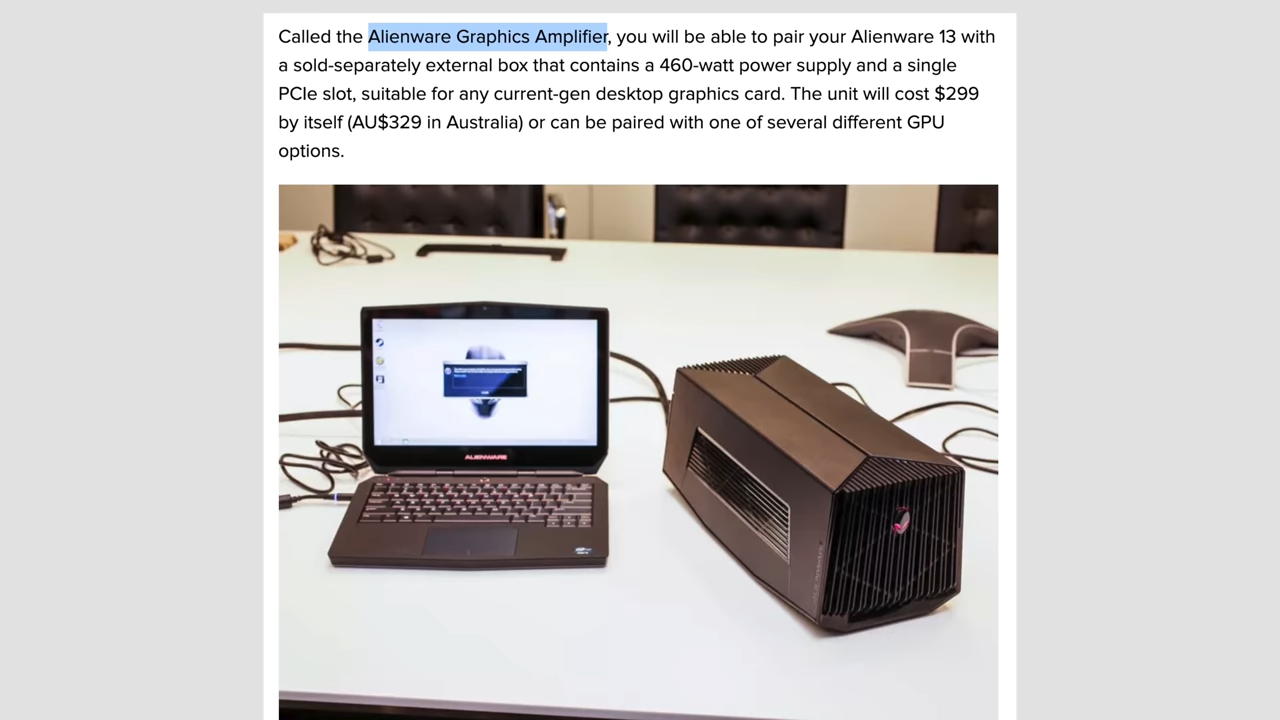 Called the Alienware Graphics Amplifier, you will be able to pair your Alienware 13 with
a sold-separately external box that contains a 460-watt power supply and a single
PCIe slot, suitable for any current-gen desktop graphics card. The unit will cost $299
by itself (AU$329 in Australia) or can be paired with one of several different GPU
options.
ALIENWARE